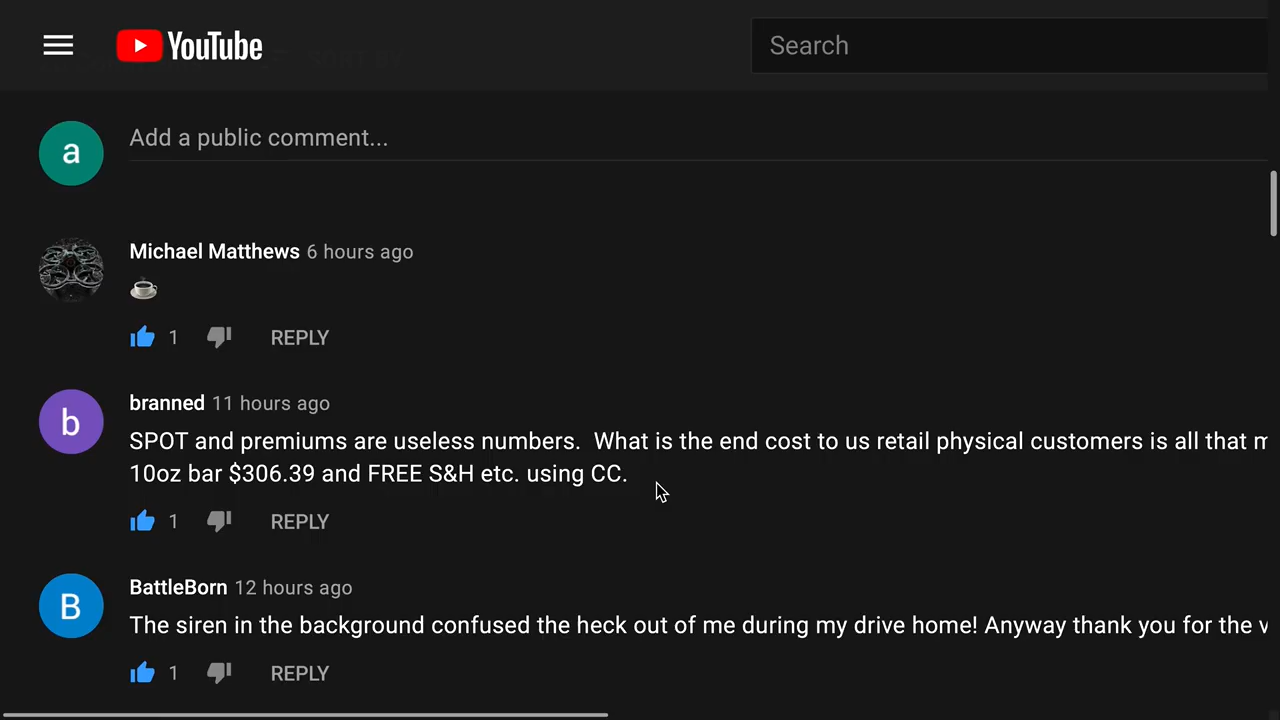 YouTube
Search
a
Add a public comment...
Michael Matthews 6 hours ago
1 REPLY
b
branned 11 hours ago
SPOT and premiums are useless numbers.  What is the end cost to us retail physical customers is all that
10oz bar $306.39 and FREE S&H etc. using CC.
1 REPLY
B
BattleBorn 12 hours ago
The siren in the background confused the heck out of me during my drive home! Anyway thank you for the
1 REPLY